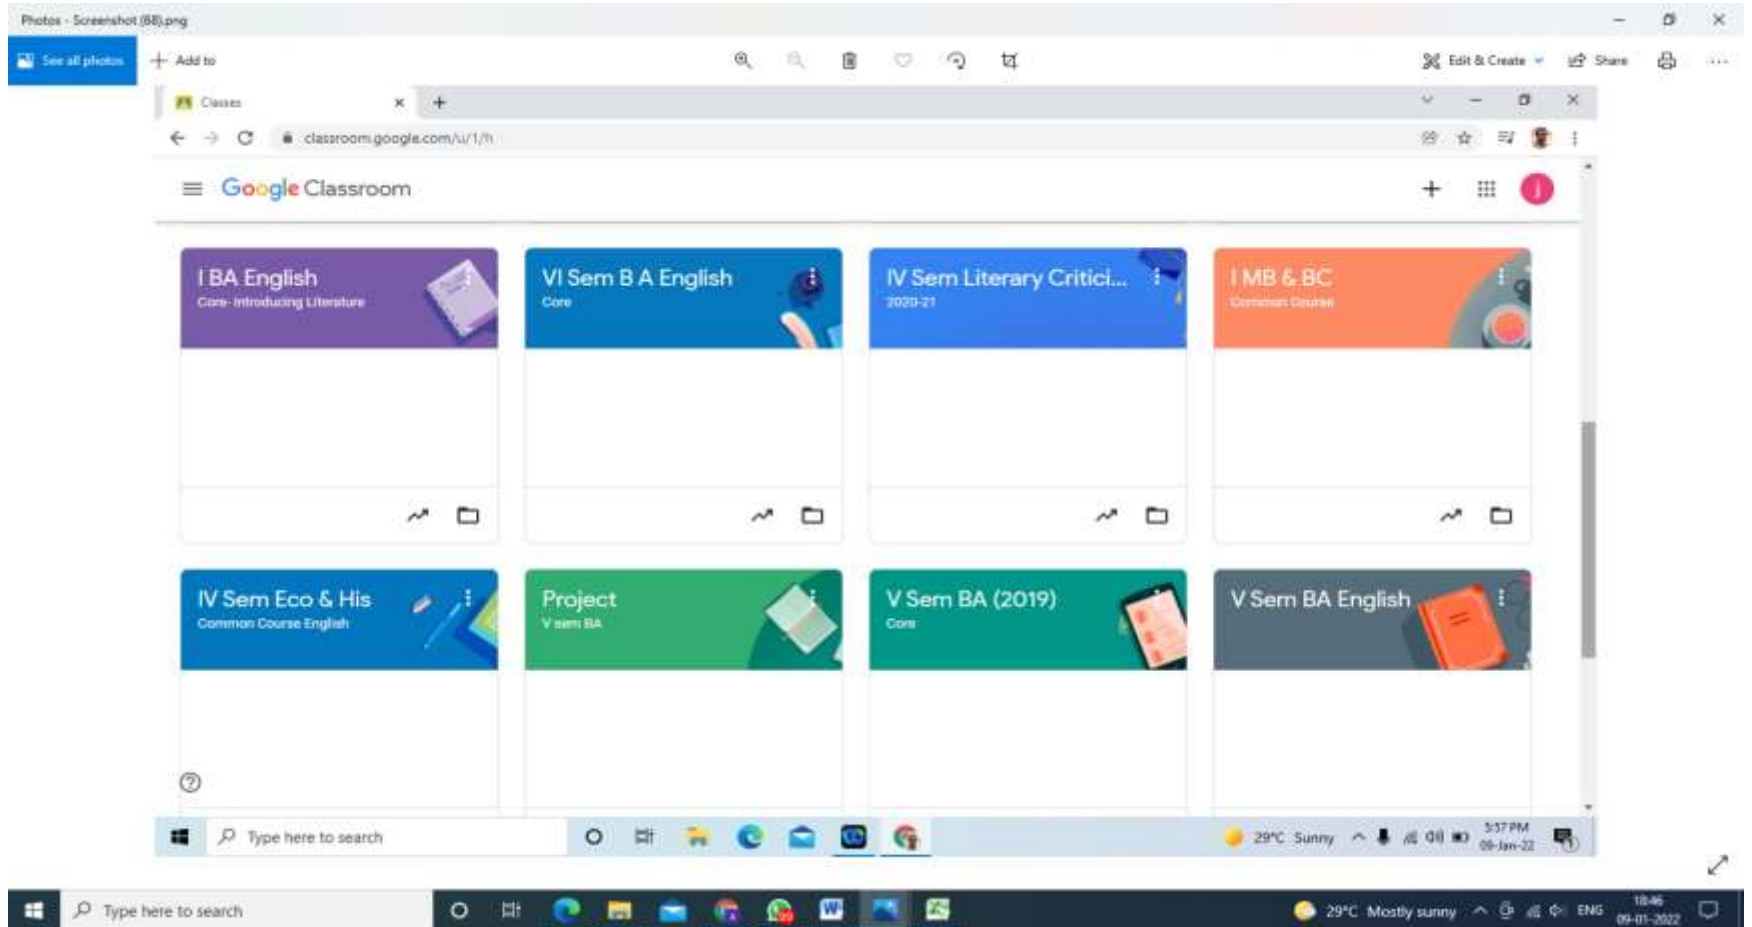 Photos - Screenshot (68).png
See all photos
Add to
Edit & Create
Share
Classes
classroom.google.com/u/1/h
Google Classroom
j
I BA English
Core- Introducing Literature
VI Sem B A English
Core
IV Sem Literary Critici...
2020-21
I MB & BC
Common Course
IV Sem Eco & His
Common Course English
Project
V sem BA
V Sem BA (2019)
Core
V Sem BA English
Type here to search
29°C Sunny
5:57 PM
09-Jan-22
Type here to search
29°C Mostly sunny
ENG
18:46
09-01-2022